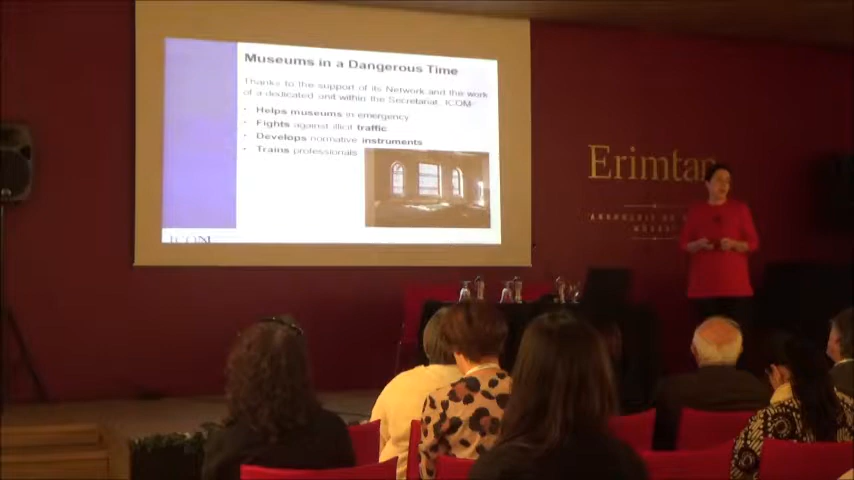 Museums in a Dangerous Time
Thanks to the support of its Network and the work
of a dedicated unit within the Secretariat, ICOM:
• Helps museums in emergency
• Fights against illicit traffic
• Develops normative instruments
• Trains professionals
ICOM
Erimtan